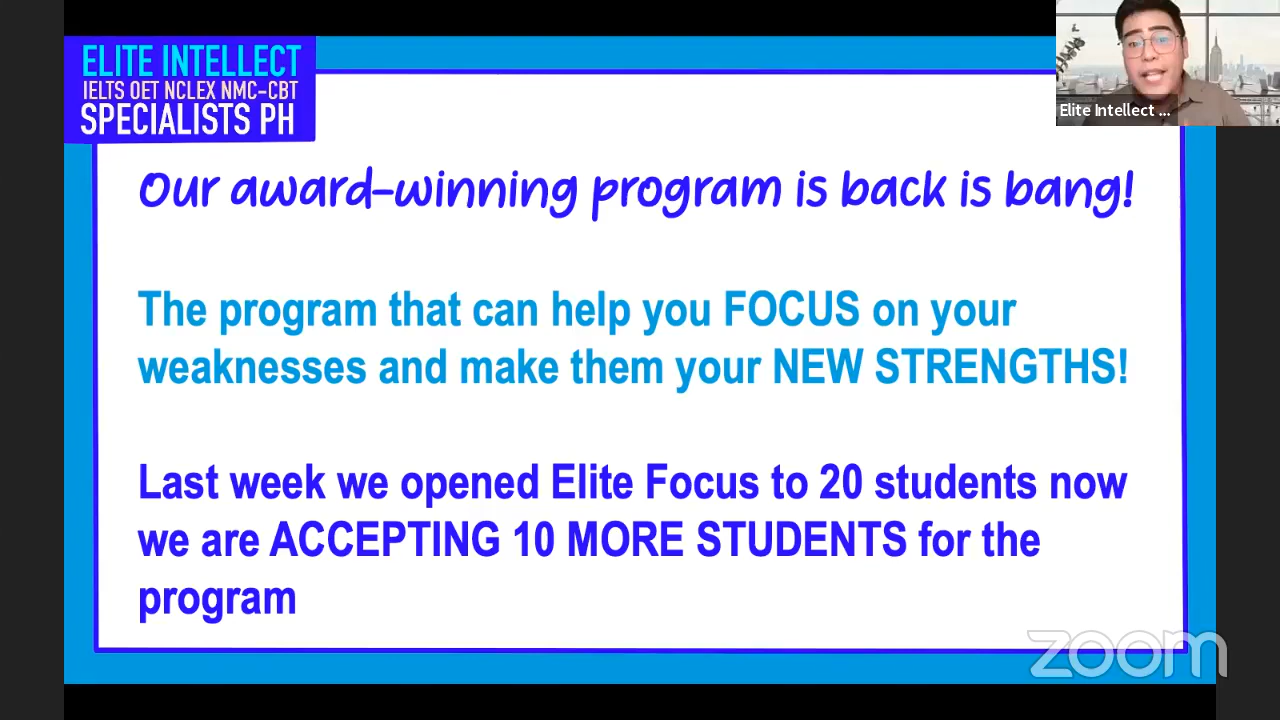 ELITE INTELLECT
IELTS OET NCLEX NMC-CBT
SPECIALISTS PH
Elite Intellect ...
Our award-winning program is back is bang!
The program that can help you FOCUS on your
weaknesses and make them your NEW STRENGTHS!
Last week we opened Elite Focus to 20 students now
we are ACCEPTING 10 MORE STUDENTS for the
program
zoom